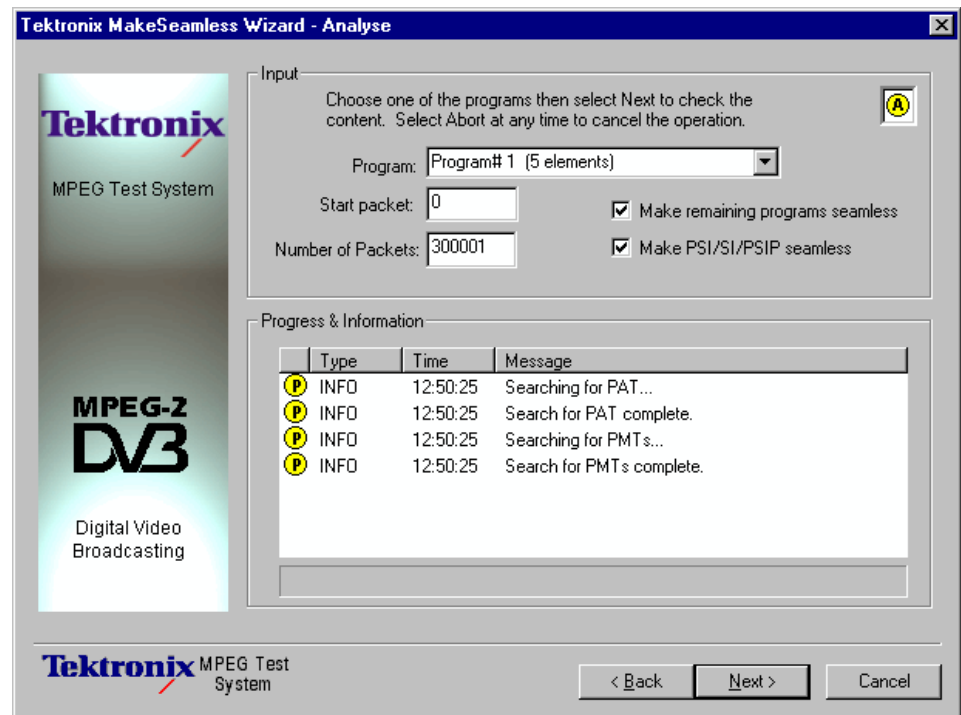 Tektronix MakeSeamless Wizard - Analyse
Tektronix
MPEG Test System
MPEG-2
DVB
Digital Video
Broadcasting
Input
Choose one of the programs then select Next to check the
content. Select Abort at any time to cancel the operation.
A
Program: Program# 1 (5 elements)
Start packet: 0
Make remaining programs seamless
Number of Packets: 300001
Make PSI/SI/PSIP seamless
Progress & Information
Type Time Message
P INFO 12:50:25 Searching for PAT...
P INFO 12:50:25 Search for PAT complete.
P INFO 12:50:25 Searching for PMTs...
P INFO 12:50:25 Search for PMTs complete.
Tektronix MPEG Test
System
< Back Next > Cancel